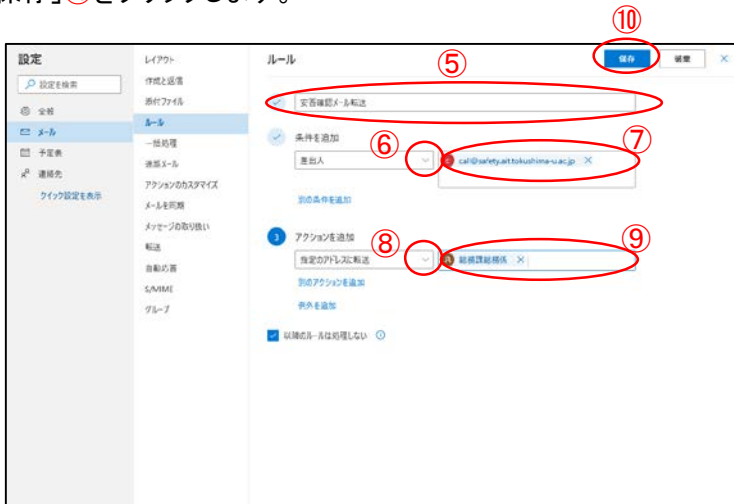 保存」⑩をクリックします。
⑩
設定
レイアウト
ルール
保存
破棄
×
設定を検索
作成と返信
⑤
添付ファイル
安否確認メール転送
全般
ルール
メール
一括処理
条件を追加
⑥
⑦
予定表
迷惑メール
差出人
call@safety.ait.tokushima-u.ac.jp ×
連絡先
アクションのカスタマイズ
クイック設定を表示
メールを同期
別の条件を追加
メッセージの取り扱い
3 アクションを追加
⑧
⑨
転送
指定のアドレスに転送
総務課総務係 ×
自動応答
別のアクションを追加
S/MIME
例外を追加
グループ
以降のルールは処理しない